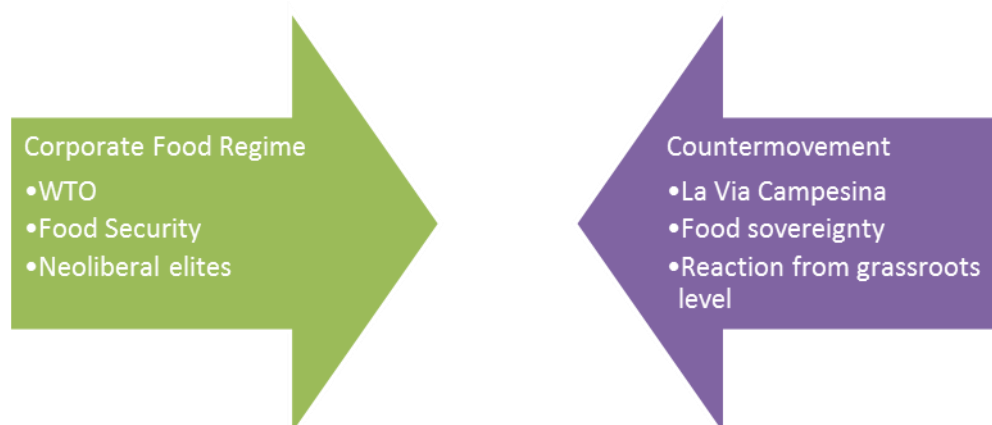 Corporate Food Regime
•WTO
•Food Security
•Neoliberal elites
Countermovement
•La Via Campesina
•Food sovereignty
•Reaction from grassroots
level